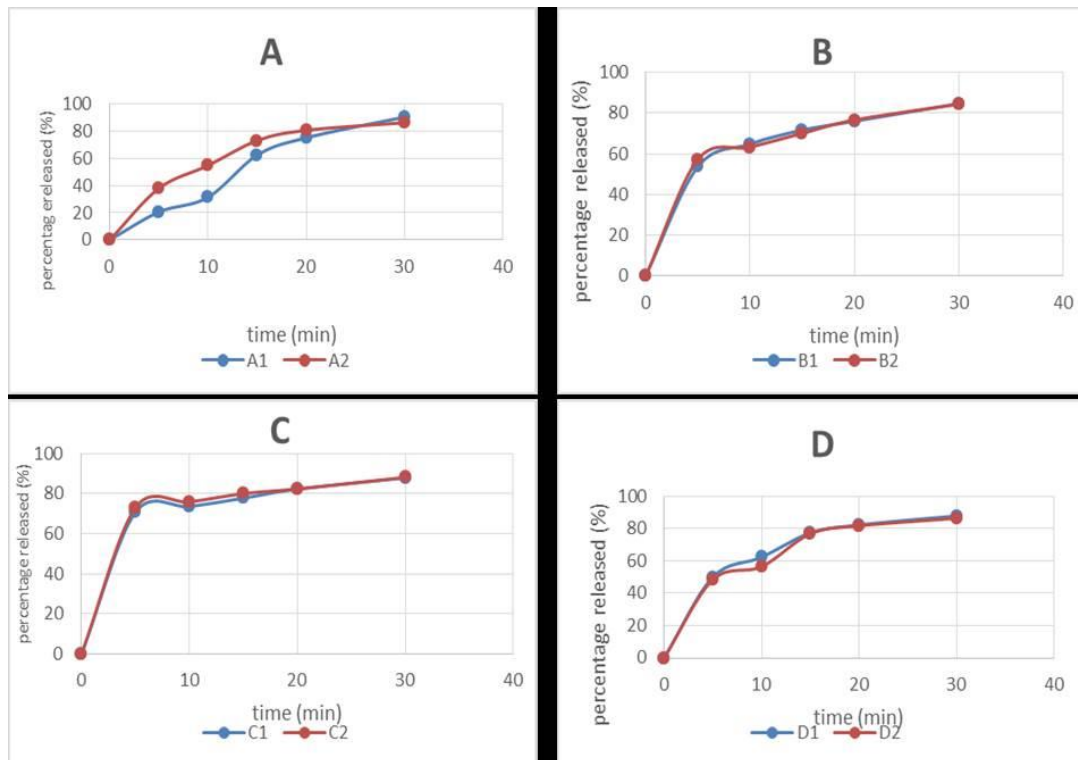 A
100
80
60
40
20
0
percentag ereleased (%)
0 10 20 30 40
time (min)
A1 A2
B
100
80
60
40
20
0
percentage released (%)
0 10 20 30 40
time (min)
B1 B2
C
100
80
60
40
20
0
percentage released (%)
0 10 20 30 40
time (min)
C1 C2
D
100
80
60
40
20
0
percentage released (%)
0 10 20 30 40
time (min)
D1 D2